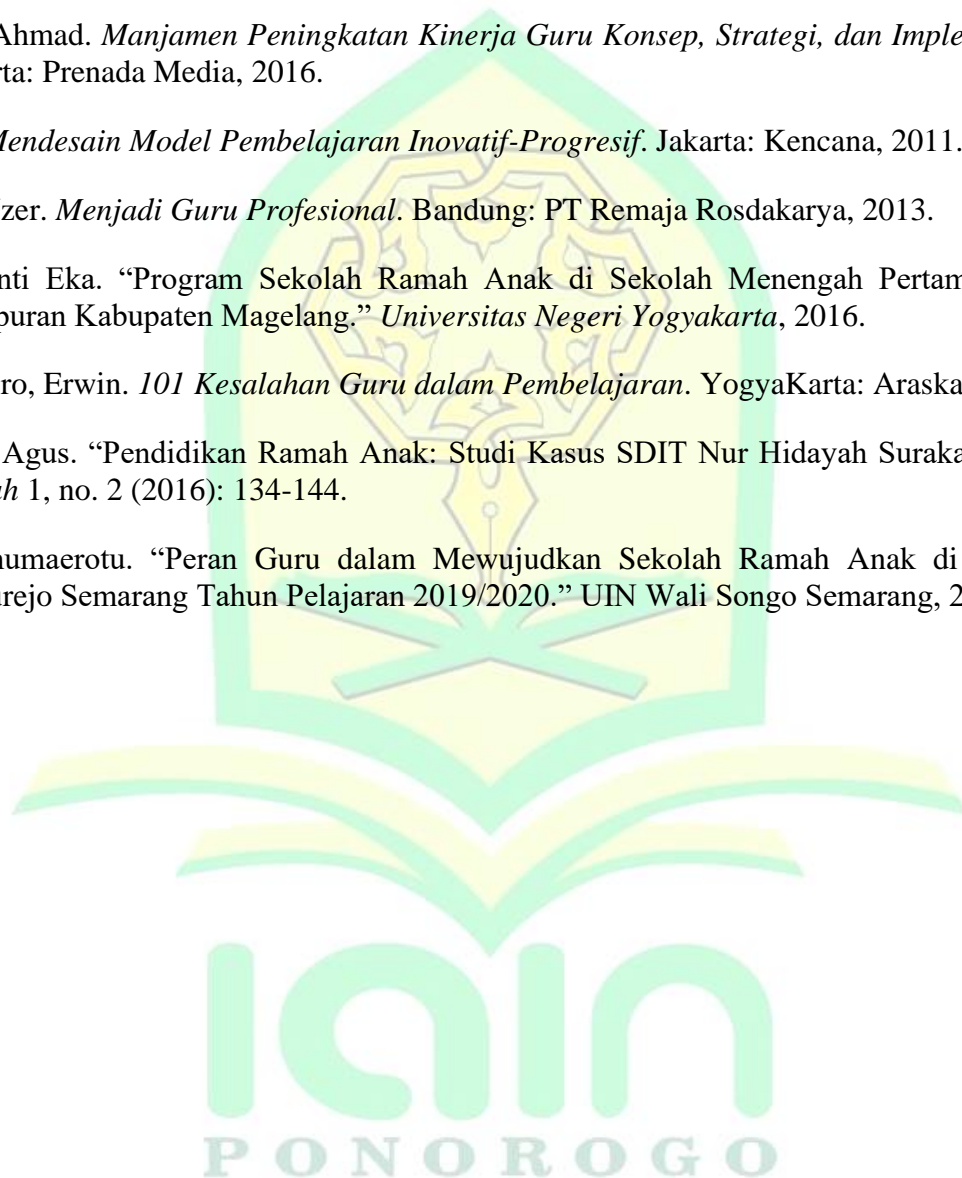 Ahmad. Manjamen Peningkatan Kinerja Guru Konsep, Strategi, dan Imple
rta: Prenada Media, 2016.
Mendesain Model Pembelajaran Inovatif-Progresif. Jakarta: Kencana, 2011.
zer. Menjadi Guru Profesional. Bandung: PT Remaja Rosdakarya, 2013.
nti Eka. “Program Sekolah Ramah Anak di Sekolah Menengah Pertam
puran Kabupaten Magelang.” Universitas Negeri Yogyakarta, 2016.
ro, Erwin. 101 Kesalahan Guru dalam Pembelajaran. YogyaKarta: Araska
Agus. “Pendidikan Ramah Anak: Studi Kasus SDIT Nur Hidayah Suraka
ah 1, no. 2 (2016): 134-144.
humaerotu. “Peran Guru dalam Mewujudkan Sekolah Ramah Anak di
urejo Semarang Tahun Pelajaran 2019/2020.” UIN Wali Songo Semarang, 2
iain
PONOROGO